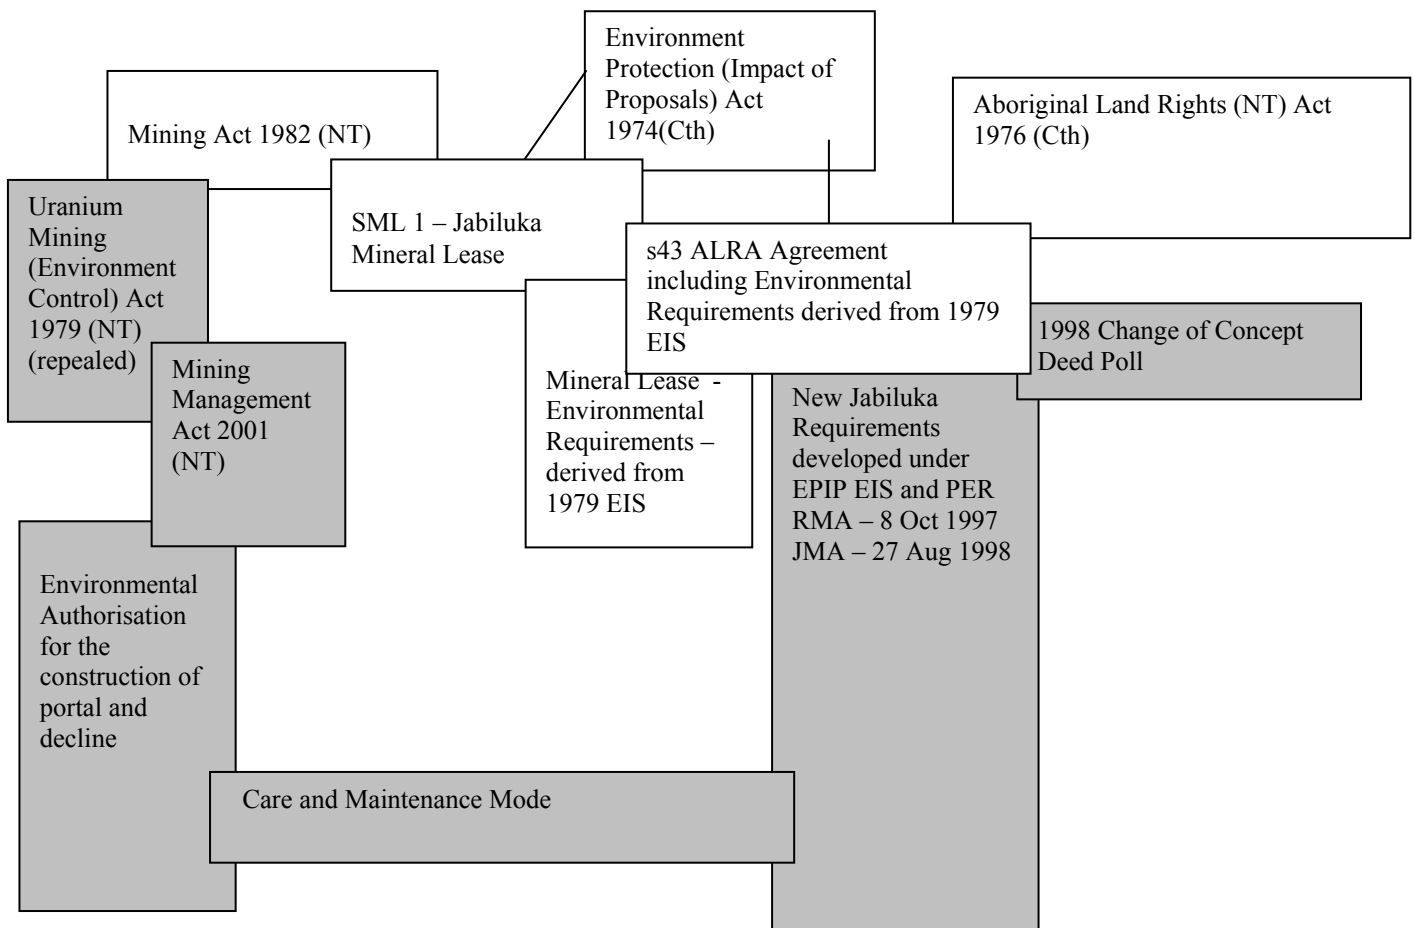 Environment
Protection (Impact of
Proposals) Act
1974(Cth)
Mining Act 1982 (NT)
Aboriginal Land Rights (NT) Act
1976 (Cth)
Uranium
Mining
(Environment
Control) Act
1979 (NT)
(repealed)
SML 1 – Jabiluka
Mineral Lease
s43 ALRA Agreement
including Environmental
Requirements derived from 1979
EIS
1998 Change of Concept
Deed Poll
Mining
Management
Act 2001
(NT)
Mineral Lease -
Environmental
Requirements –
derived from
1979 EIS
New Jabiluka
Requirements
developed under
EPIP EIS and PER
RMA – 8 Oct 1997
JMA – 27 Aug 1998
Environmental
Authorisation
for the
construction of
portal and
decline
Care and Maintenance Mode